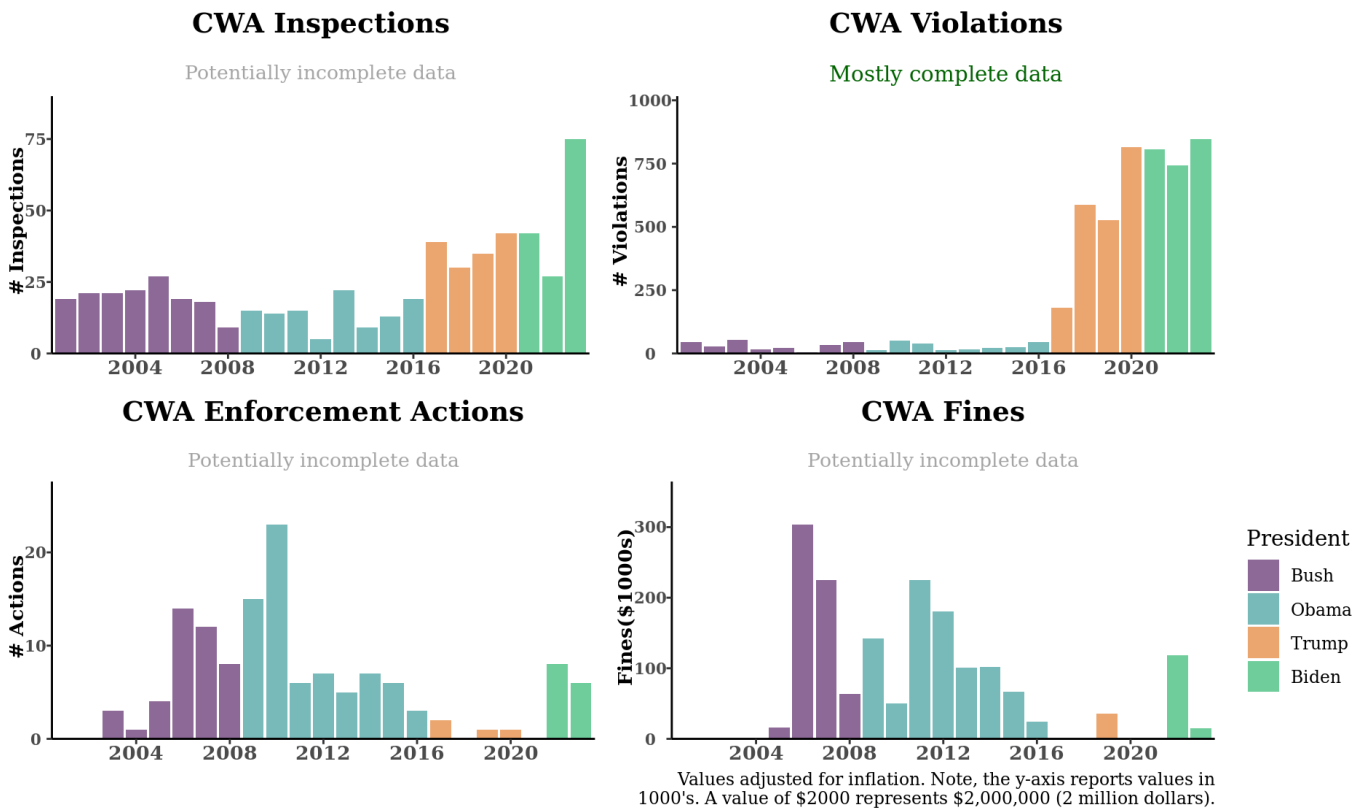 CWA Inspections
Potentially incomplete data
# Inspections
75
50
25
0
2004
2008
2012
2016
2020
CWA Violations
Mostly complete data
# Violations
1000
750
500
250
0
2004
2008
2012
2016
2020
CWA Enforcement Actions
Potentially incomplete data
# Actions
20
10
0
2004
2008
2012
2016
2020
CWA Fines
Potentially incomplete data
Fines($1000s)
300
200
100
0
2004
2008
2012
2016
2020
President
Bush
Obama
Trump
Biden
Values adjusted for inflation. Note, the y-axis reports values in
1000's. A value of $2000 represents $2,000,000 (2 million dollars).